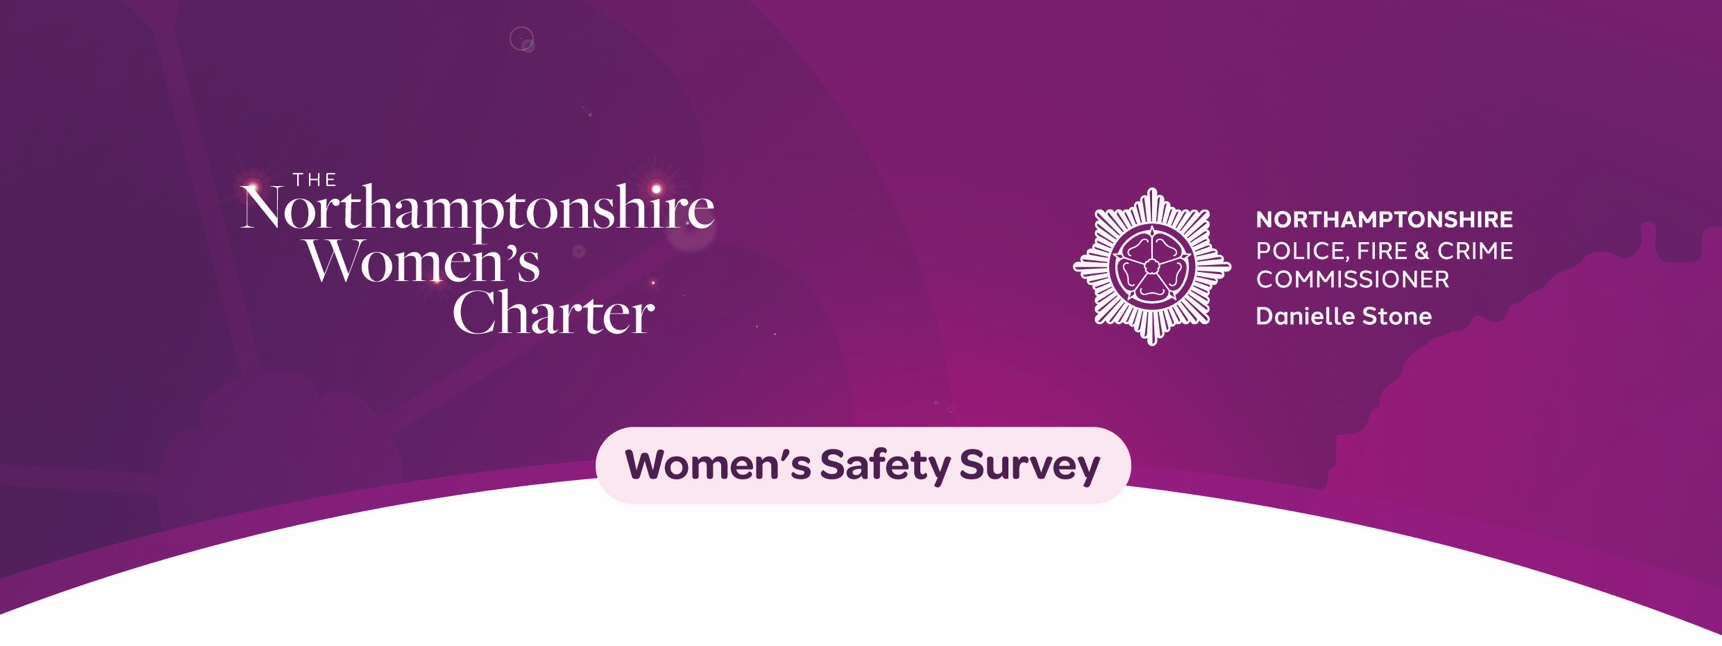 THE
Northamptonshire
Women's
Charter
NORTHAMPTONSHIRE
POLICE, FIRE & CRIME
COMMISSIONER
Danielle Stone
Women's Safety Survey